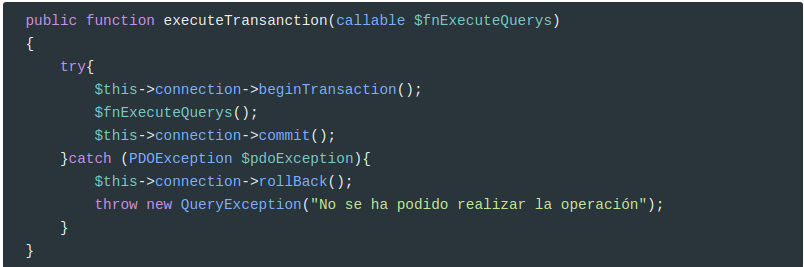 public function executeTransanction(callable $fnExecuteQuerys)
{
    try{
        $this->connection->beginTransaction();
        $fnExecuteQuerys();
        $this->connection->commit();
    }catch (PDOException $pdoException){
        $this->connection->rollBack();
        throw new QueryException("No se ha podido realizar la operación");
    }
}